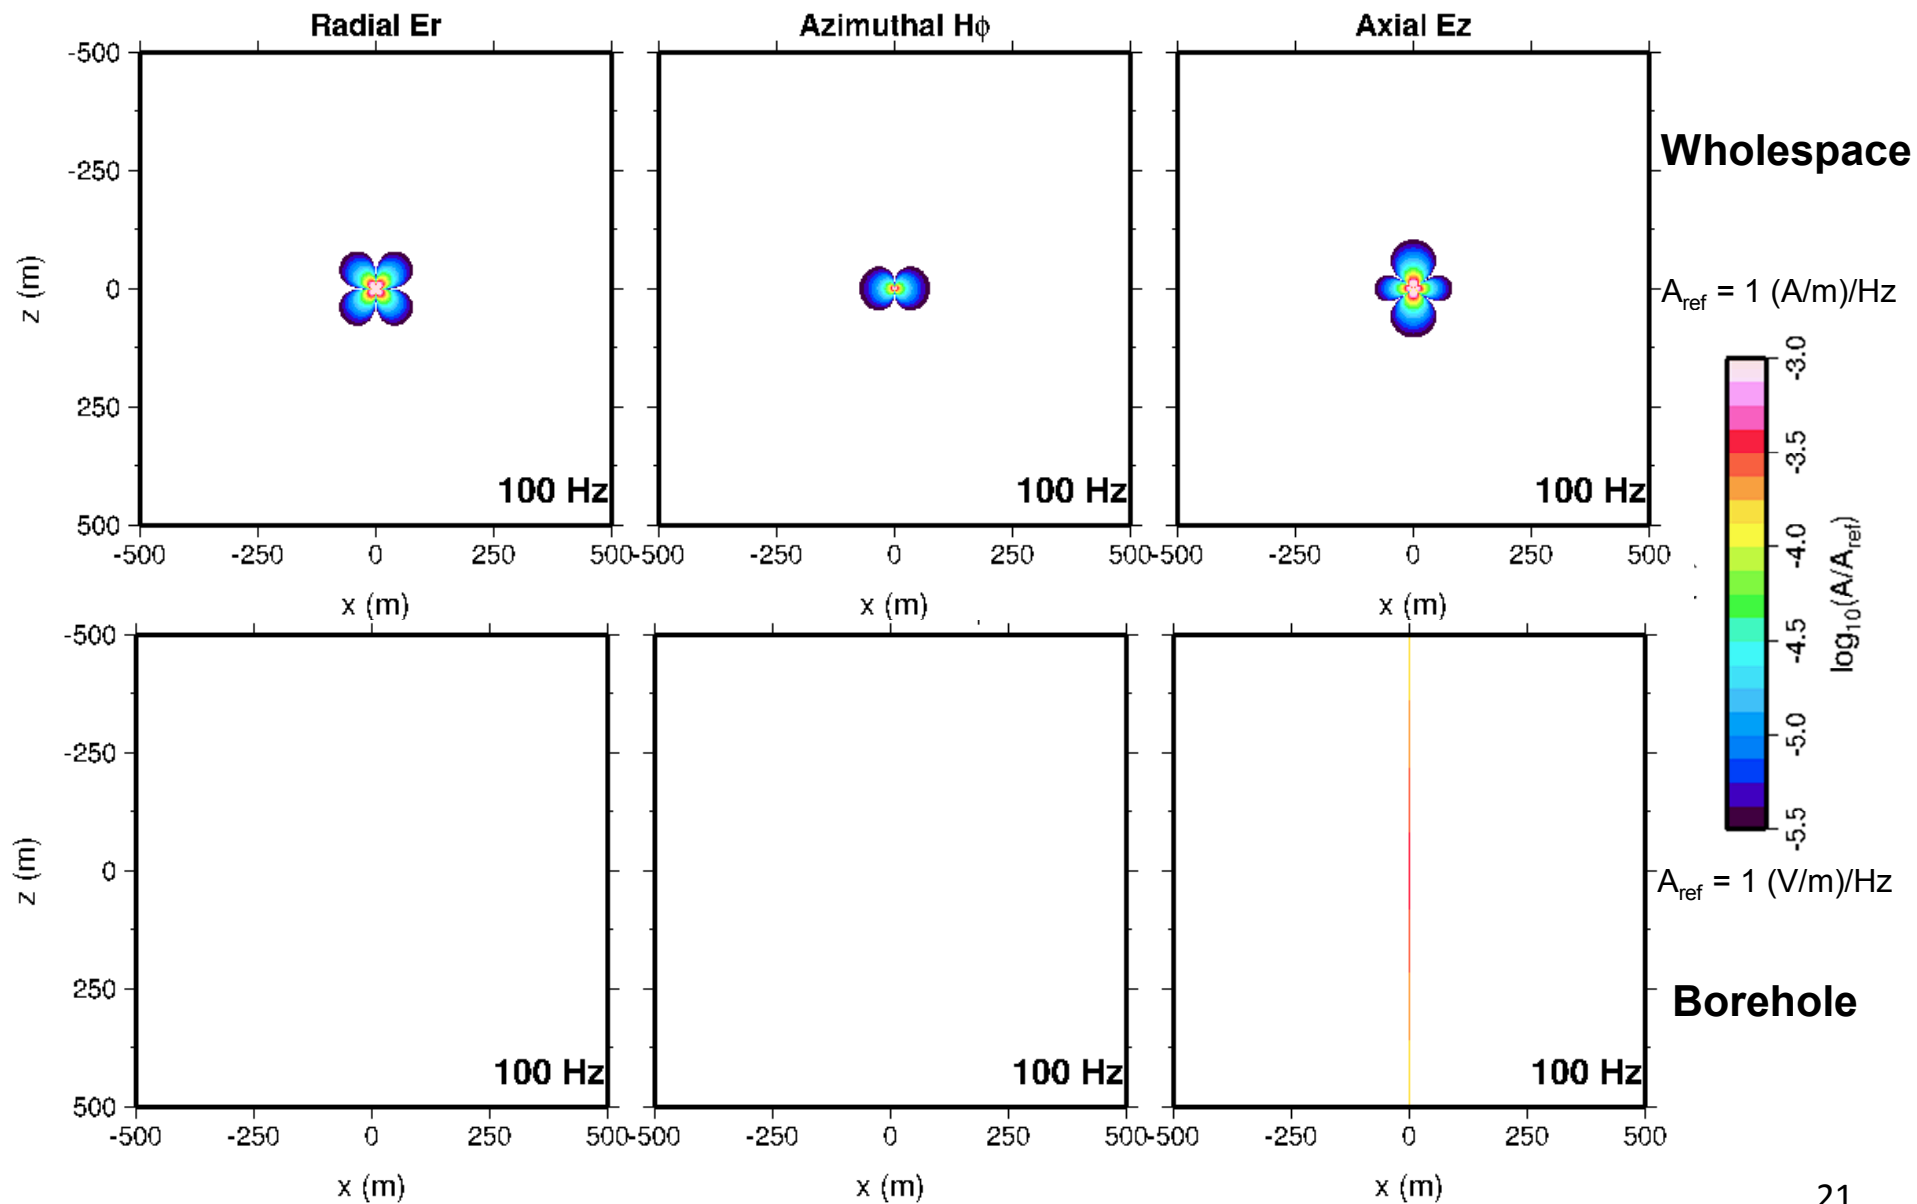 Radial Er
Azimuthal Hϕ
Axial Ez
-500
-250
0
250
500
z (m)
100 Hz
100 Hz
100 Hz
-500 -250 0 250 500
-500 -250 0 250 500
-500 -250 0 250 500
x (m)
x (m)
x (m)
Wholespace
A_ref = 1 (A/m)/Hz
-3.0
-3.5
-4.0
-4.5
-5.0
-5.5
log₁₀(A/A_ref)
A_ref = 1 (V/m)/Hz
Borehole
-500
-250
0
250
500
z (m)
100 Hz
100 Hz
100 Hz
-500 -250 0 250 500
-500 -250 0 250 500
-500 -250 0 250 500
x (m)
x (m)
x (m)
21